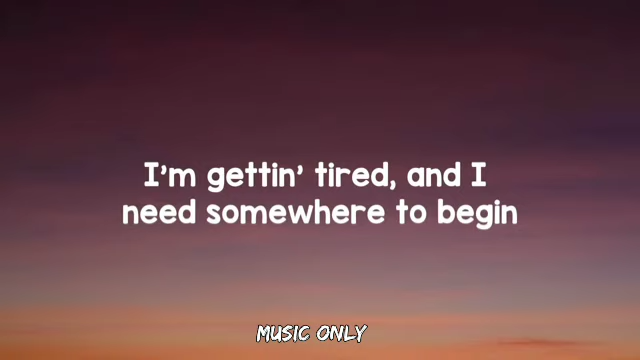 I'm gettin' tired, and I
need somewhere to begin
MUSIC ONLY